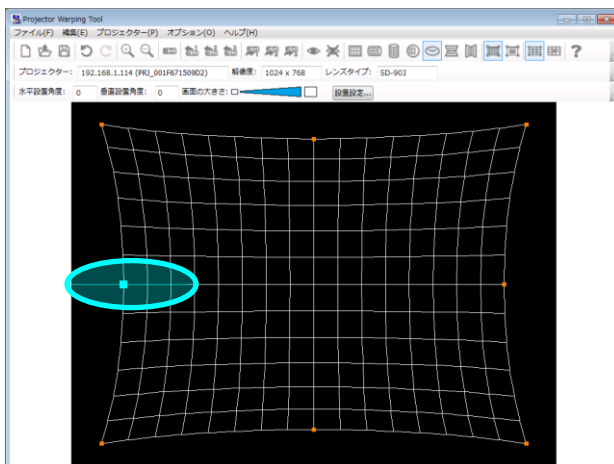 Projector Warping Tool
ファイル(F) 編集(E) プロジェクター(P) オプション(O) ヘルプ(H)
プロジェクター: 192.168.1.114 (PRJ_001F671509D2) 解像度: 1024 x 768 レンズタイプ: SD-903
水平設置角度: 0 垂直設置角度: 0 画面の大きさ: 設置設定...